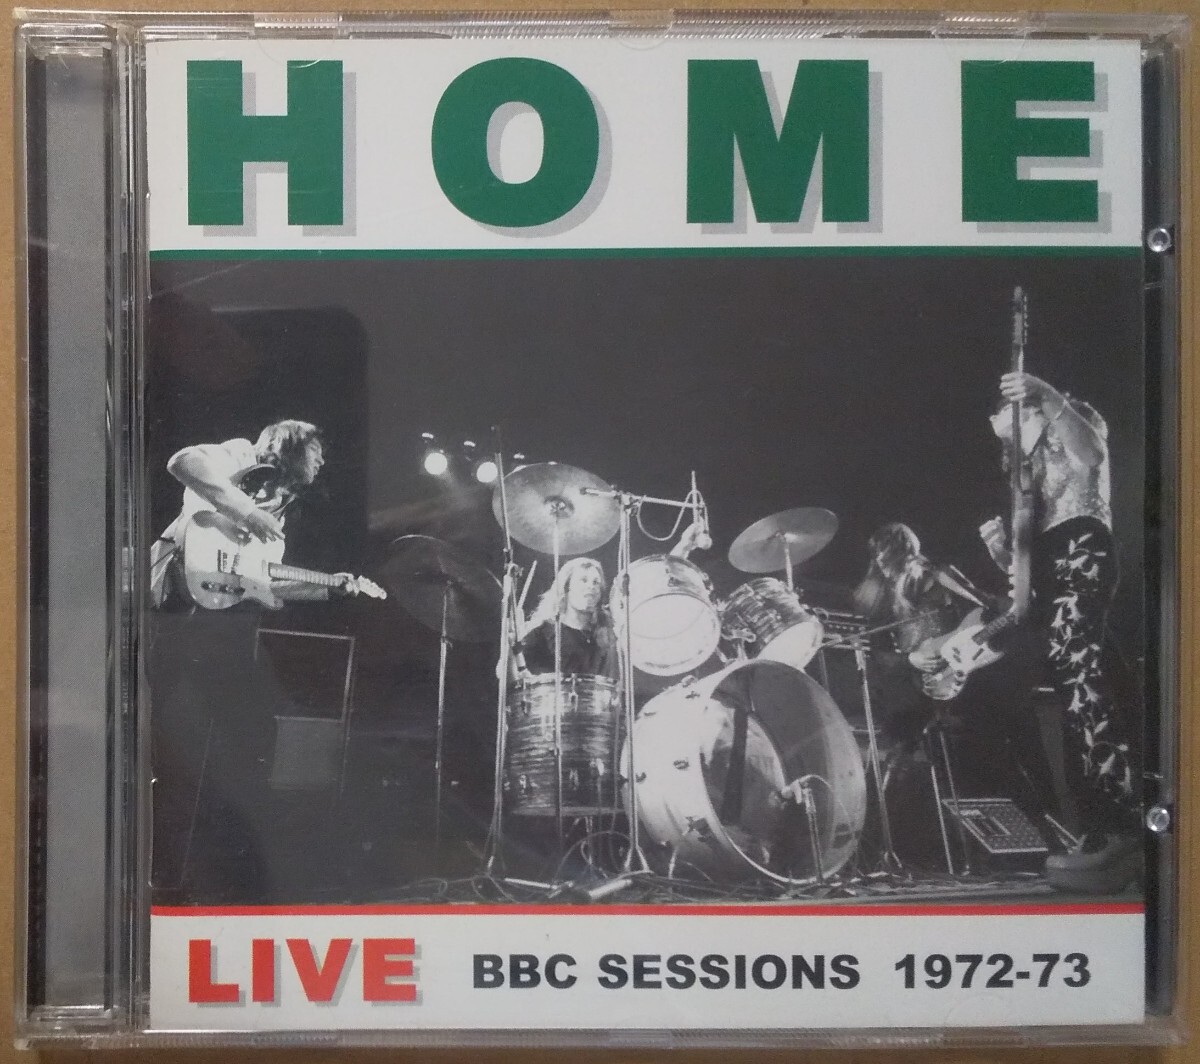 HOME
LIVE BBC SESSIONS 1972-73